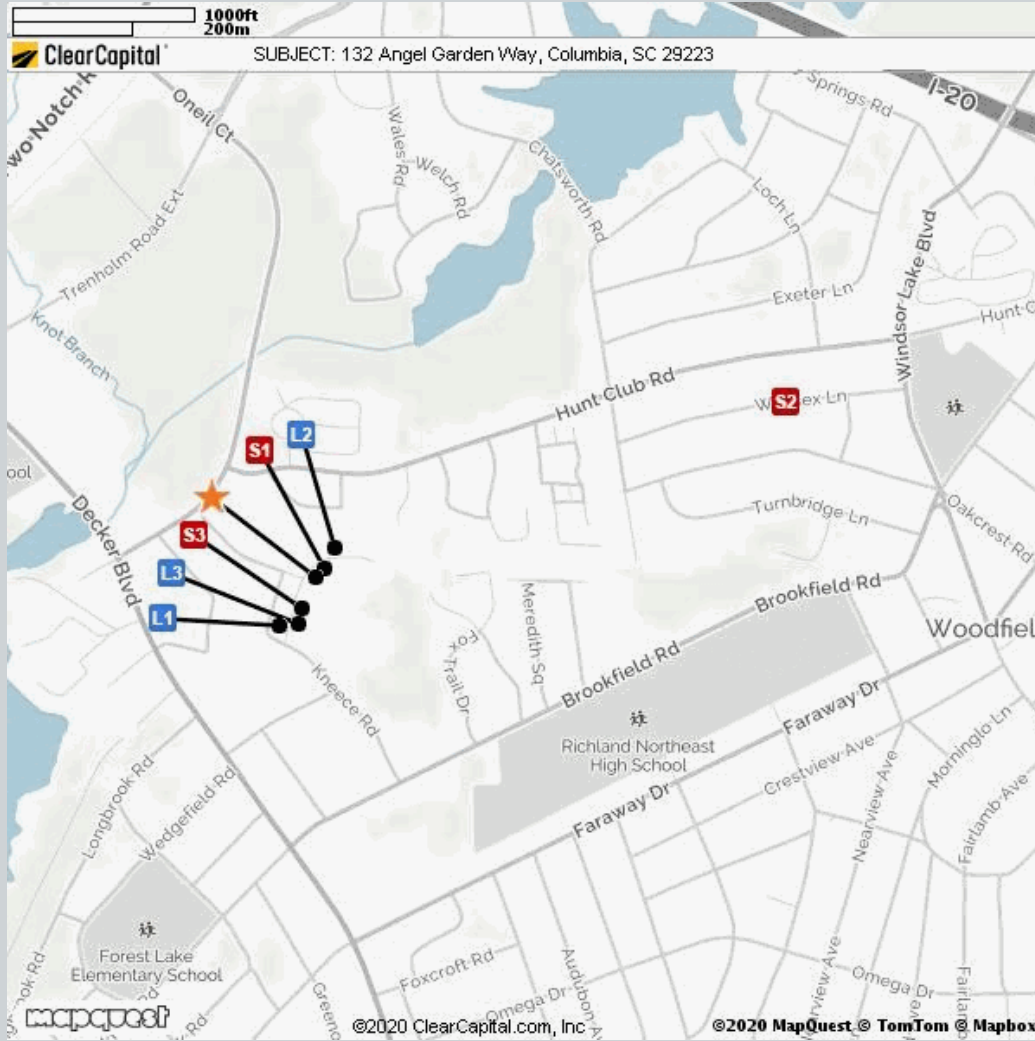 1000ft
200m
ClearCapital
SUBJECT: 132 Angel Garden Way, Columbia, SC 29223
I-20
Springs Rd
Oneil Ct
Wales Rd
Welch Rd
Chatsworth Rd
Loch Ln
Trenholm Road Ext
Windsor Lake Blvd
Exeter Ln
Knot Branch
Hunt Club Rd
S2
L2
S1
S3
L3
L1
Decker Blvd
Turnbridge Ln
Oakcrest Rd
Meredith Sq
Brookfield Rd
Fox
Trail Dr
Kneece Rd
Brookfield Rd
Faraway Dr
Richland Northeast
High School
Faraway Dr
Crestview Ave
Morninglo Ln
Nearview Ave
Fairlamb Ave
Longbrook Rd
Wedgefield Rd
Forest Lake
Elementary School
Foxcroft Rd
Omega Dr
Omega Dr
mapquest
©2020 ClearCapital.com, Inc
©2020 MapQuest © TomTom © Mapbox